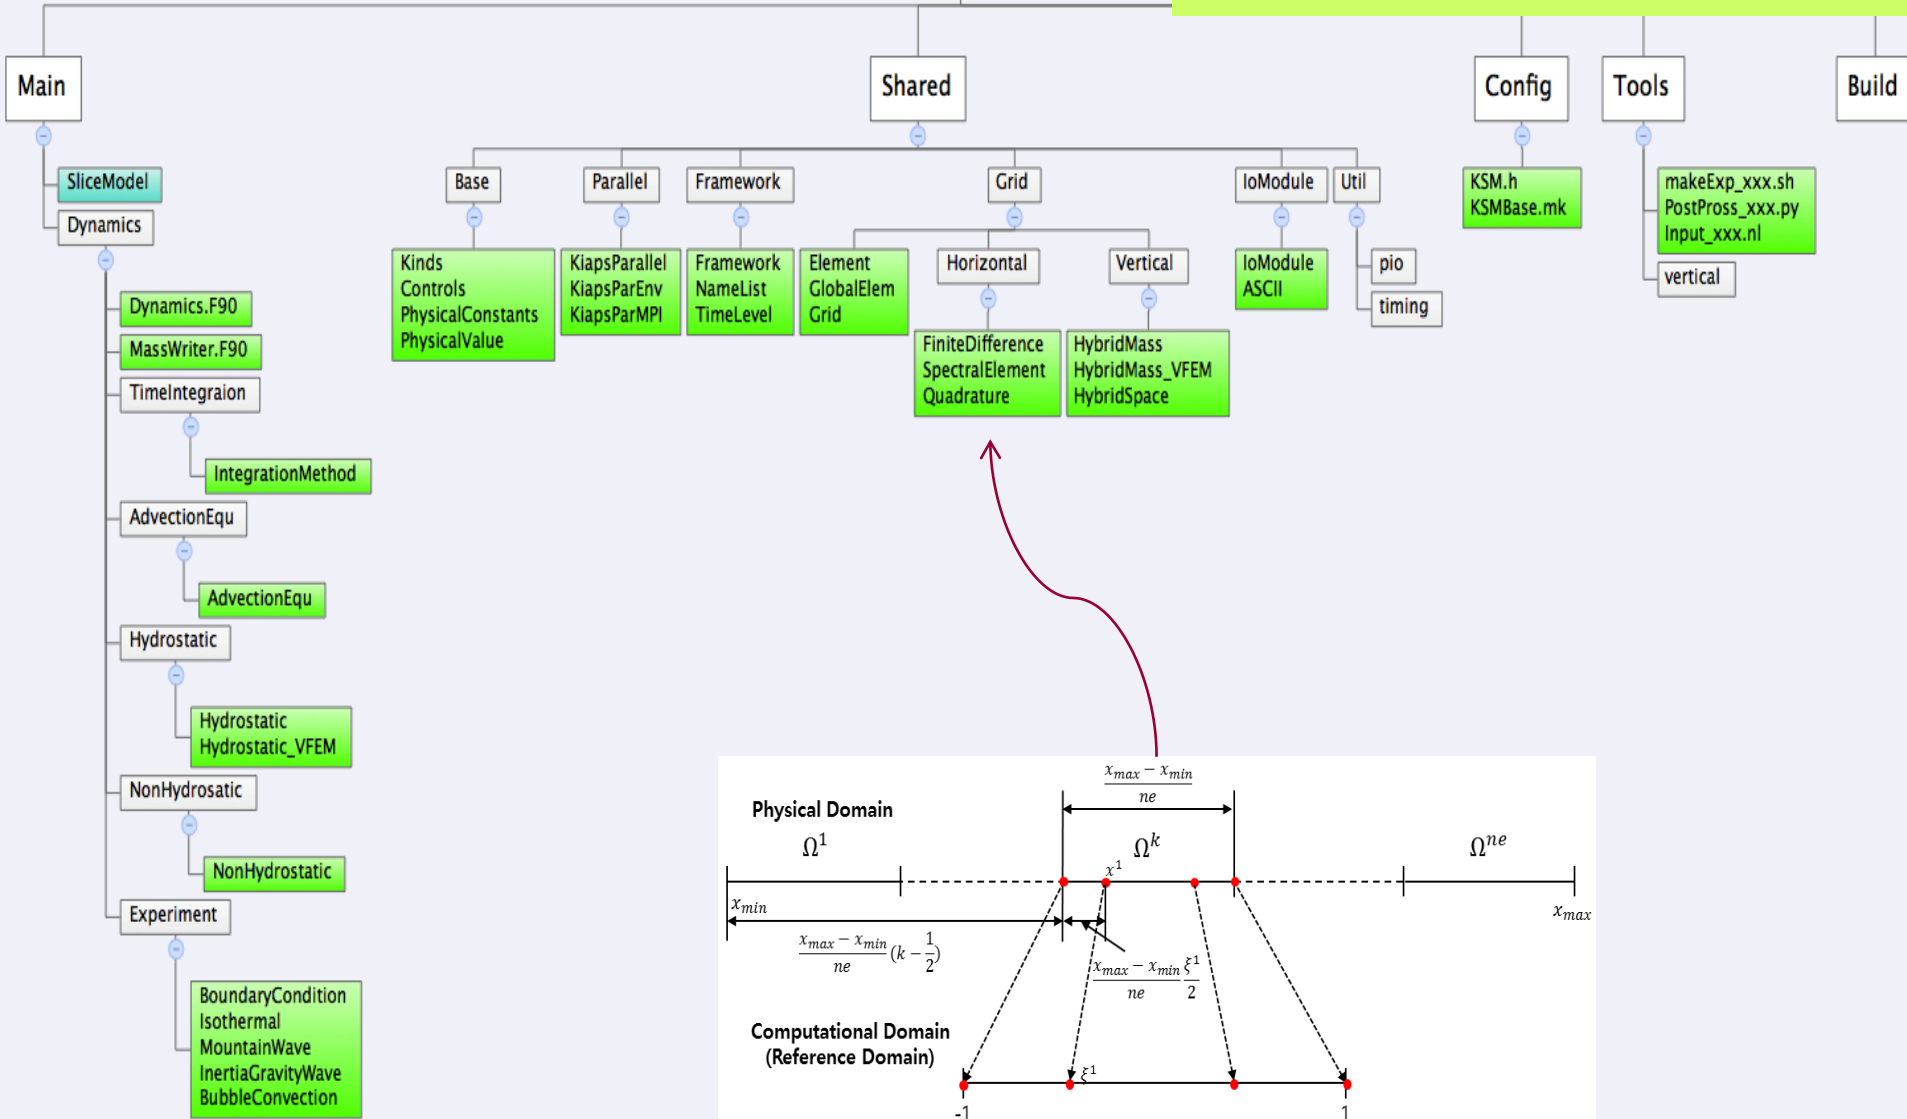 Main
Shared
Config
Tools
Build
SliceModel
Dynamics
Base
Parallel
Framework
Grid
IoModule
Util
KSM.h
KSMBase.mk
makeExp_xxx.sh
PostPross_xxx.py
Input_xxx.nl
vertical
Kinds
Controls
PhysicalConstants
PhysicalValue
KiapsParallel
KiapsParEnv
KiapsParMPI
Framework
NameList
TimeLevel
Element
GlobalElem
Grid
Horizontal
Vertical
IoModule
ASCII
pio
timing
FiniteDifference
SpectralElement
Quadrature
HybridMass
HybridMass_VFEM
HybridSpace
Dynamics.F90
MassWriter.F90
TimeIntegraion
IntegrationMethod
AdvectionEqu
AdvectionEqu
Hydrostatic
Hydrostatic
Hydrostatic_VFEM
NonHydrosatic
NonHydrostatic
Experiment
BoundaryCondition
Isothermal
MountainWave
InertiaGravityWave
BubbleConvection
x_max − x_min
ne
Physical Domain
Ω^1
Ω^k
Ω^ne
x^1
x_min
x_max
x_max − x_min
ne
(k − 1/2)
x_max − x_min
ne
ξ^1
2
Computational Domain
(Reference Domain)
ξ^1
-1
1